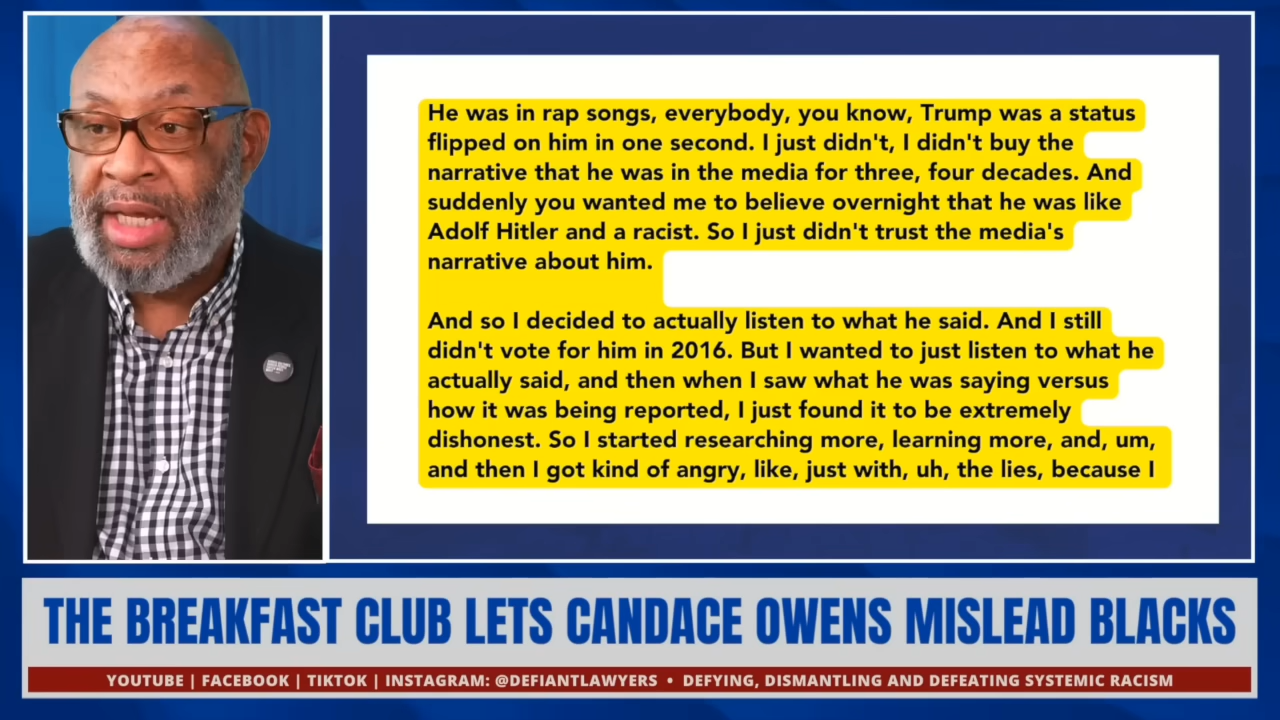 He was in rap songs, everybody, you know, Trump was a status
flipped on him in one second. I just didn't, I didn't buy the
narrative that he was in the media for three, four decades. And
suddenly you wanted me to believe overnight that he was like
Adolf Hitler and a racist. So I just didn't trust the media's
narrative about him.
And so I decided to actually listen to what he said. And I still
didn't vote for him in 2016. But I wanted to just listen to what he
actually said, and then when I saw what he was saying versus
how it was being reported, I just found it to be extremely
dishonest. So I started researching more, learning more, and, um,
and then I got kind of angry, like, just with, uh, the lies, because I
THE BREAKFAST CLUB LETS CANDACE OWENS MISLEAD BLACKS
YOUTUBE | FACEBOOK | TIKTOK | INSTAGRAM: @DEFIANTLAWYERS • DEFYING, DISMANTLING AND DEFEATING SYSTEMIC RACISM